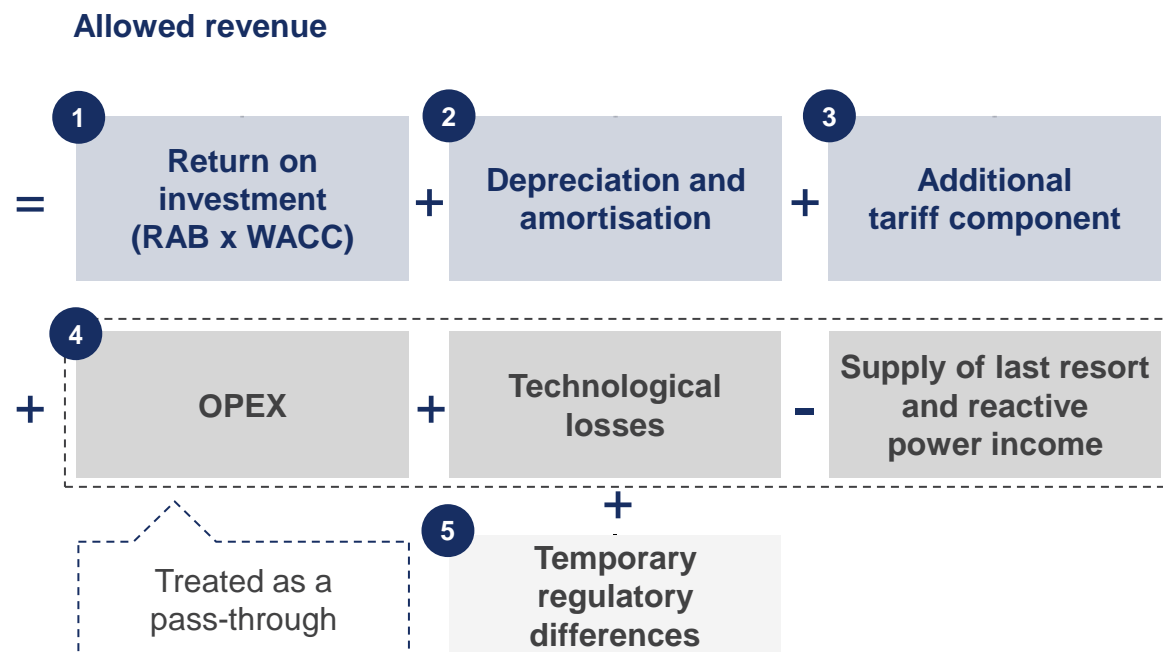 Allowed revenue
1
2
3
=
Return on
investment
(RAB x WACC)
+
Depreciation and
amortisation
+
Additional
tariff component
4
+
OPEX
+
Technological
losses
-
Supply of last resort
and reactive
power income
+
Treated as a
pass-through
5
Temporary
regulatory
differences